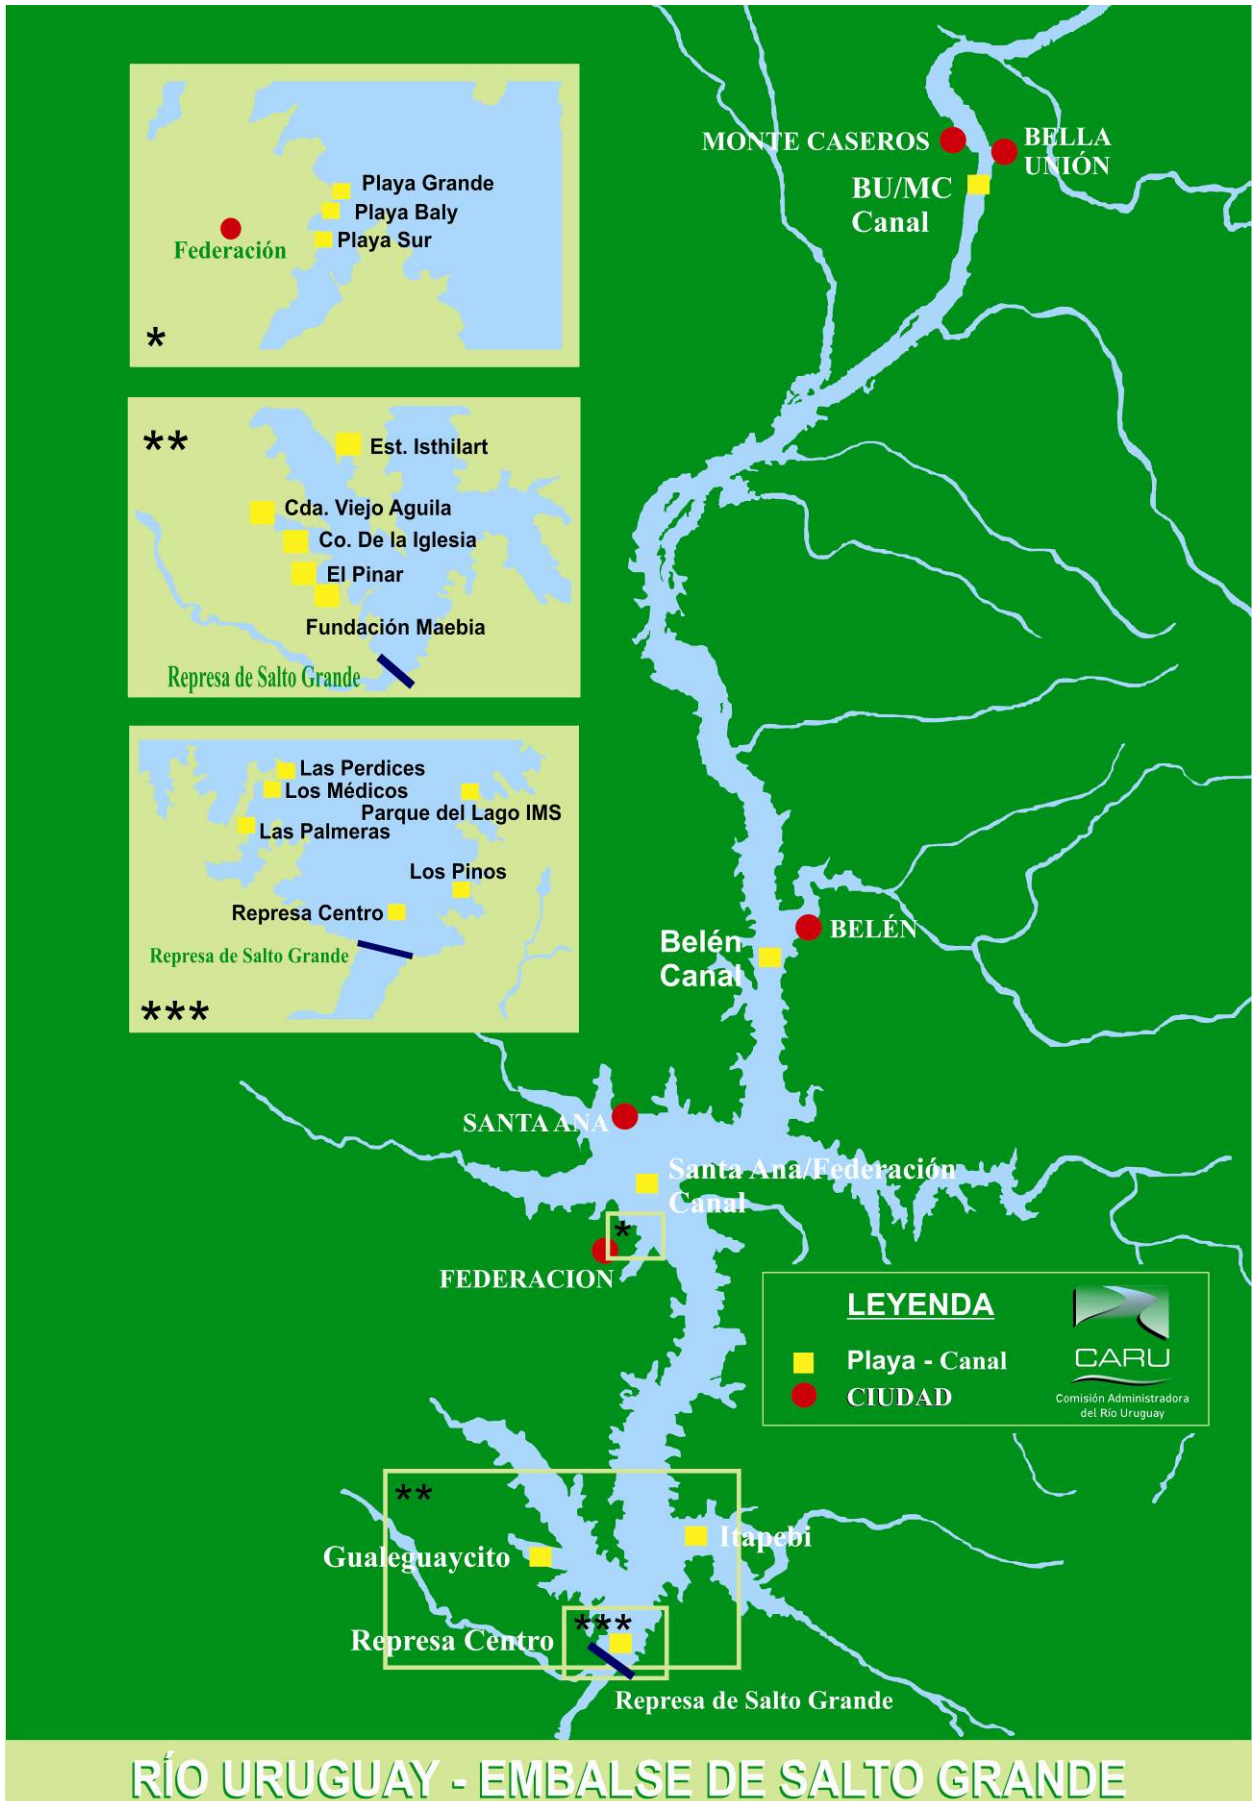 MONTE CASEROS
BELLA
UNIÓN
BU/MC
Canal
Playa Grande
Playa Baly
Playa Sur
Federación
*
**
Est. Isthilart
Cda. Viejo Aguila
Co. De la Iglesia
El Pinar
Fundación Maebia
Represa de Salto Grande
Las Perdices
Los Médicos
Parque del Lago IMS
Las Palmeras
Los Pinos
Represa Centro
Represa de Salto Grande
***
BELÉN
Belén
Canal
SANTA ANA
Santa Ana/Federación
Canal
*
FEDERACION
LEYENDA
Playa - Canal
CIUDAD
CARU
Comisión Administradora
del Río Uruguay
**
Itapebi
Gualeguaycito
***
Represa Centro
Represa de Salto Grande
RÍO URUGUAY - EMBALSE DE SALTO GRANDE